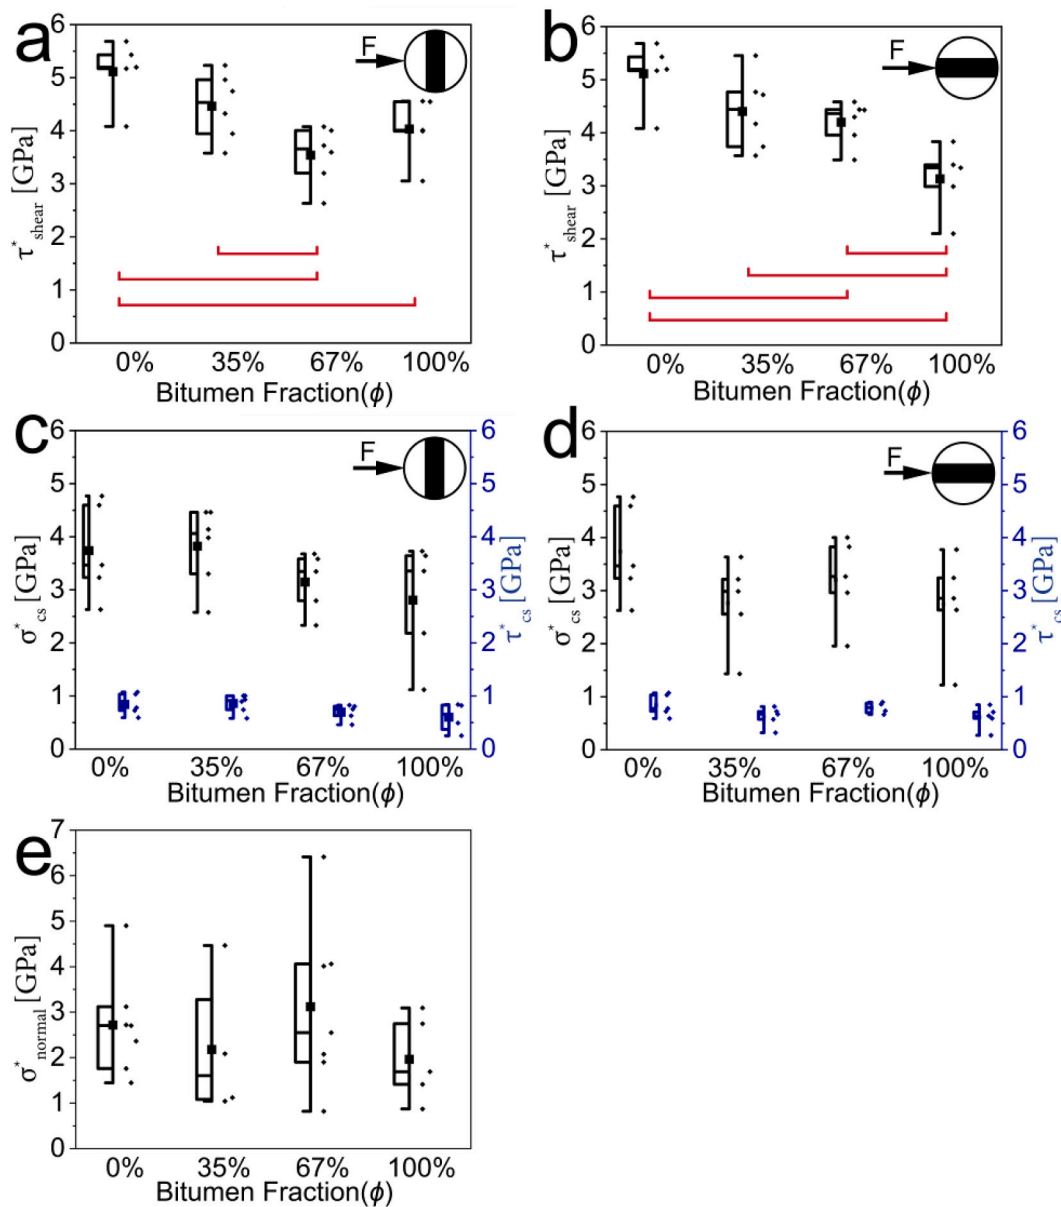 a
6
5
4
3
2
1
0
τ*shear [GPa]
F
0% 35% 67% 100%
Bitumen Fraction(ϕ)
b
6
5
4
3
2
1
0
τ*shear [GPa]
F
0% 35% 67% 100%
Bitumen Fraction(ϕ)
c
6
5
4
3
2
1
0
σ*cs [GPa]
F
6
5
4
3
2
1
0
τ*cs [GPa]
0% 35% 67% 100%
Bitumen Fraction(ϕ)
d
6
5
4
3
2
1
0
σ*cs [GPa]
F
6
5
4
3
2
1
0
τ*cs [GPa]
0% 35% 67% 100%
Bitumen Fraction(ϕ)
e
7
6
5
4
3
2
1
0
σ*normal [GPa]
0% 35% 67% 100%
Bitumen Fraction(ϕ)